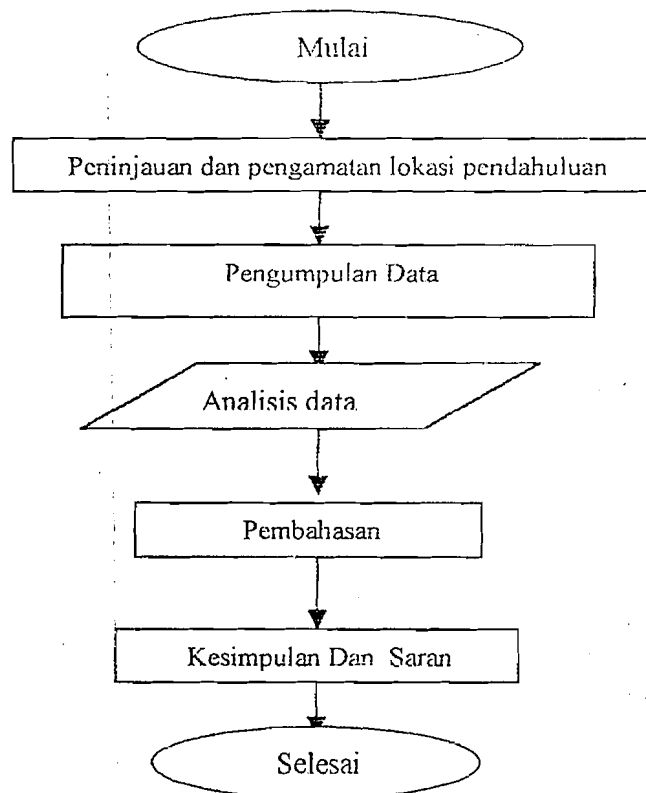 Mulai
Peninjauan dan pengamatan lokasi pendahuluan
Pengumpulan Data
Analisis data
Pembahasan
Kesimpulan Dan Saran
Selesai